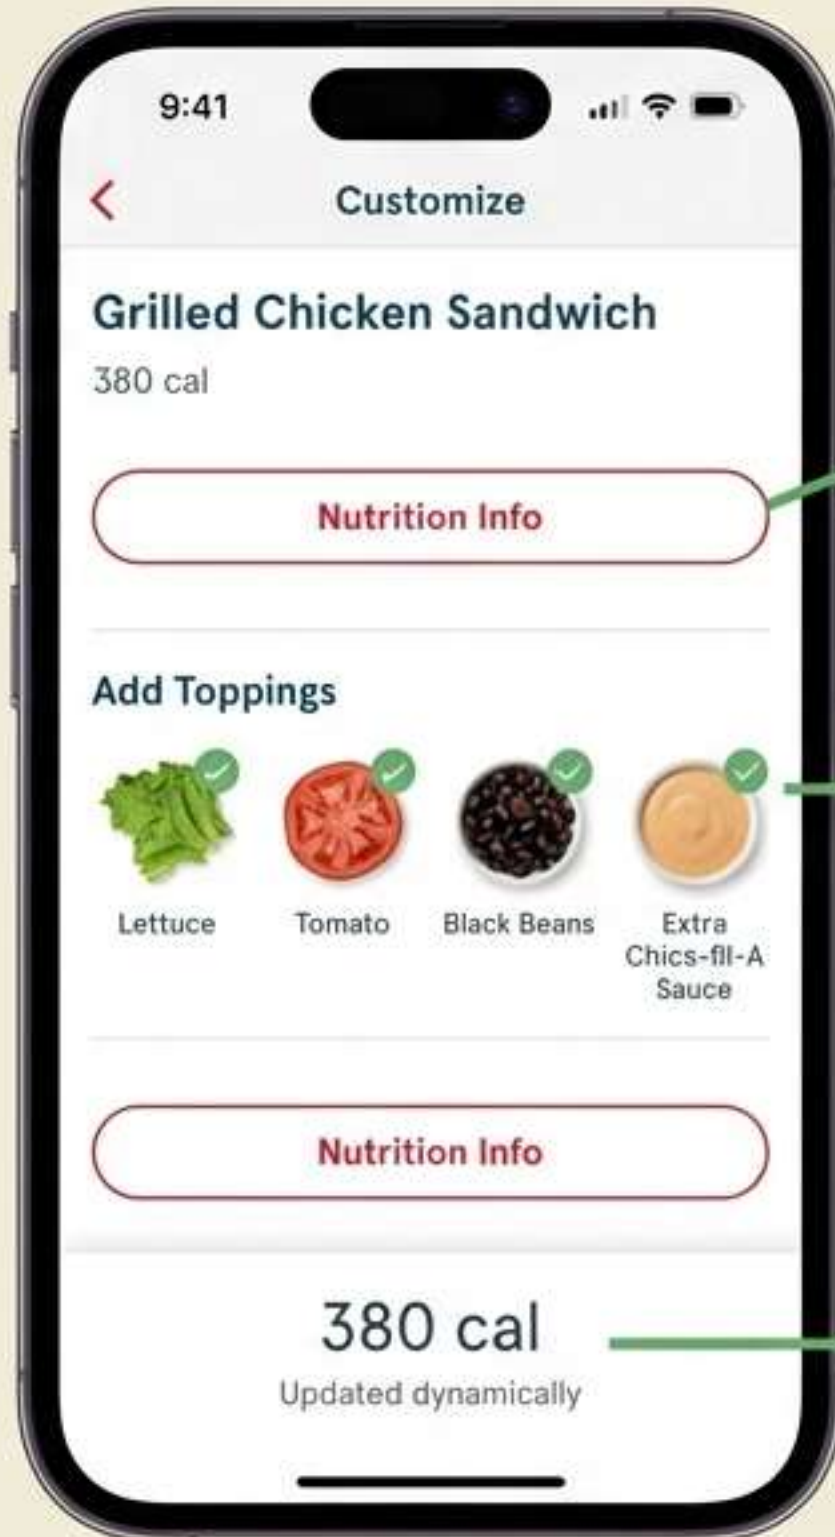 9:41
Customize
Grilled Chicken Sandwich
380 cal
Nutrition Info
Add Toppings
Lettuce
Tomato
Black Beans
Extra
Chics-fll-A
Sauce
Nutrition Info
380 cal
Updated dynamically